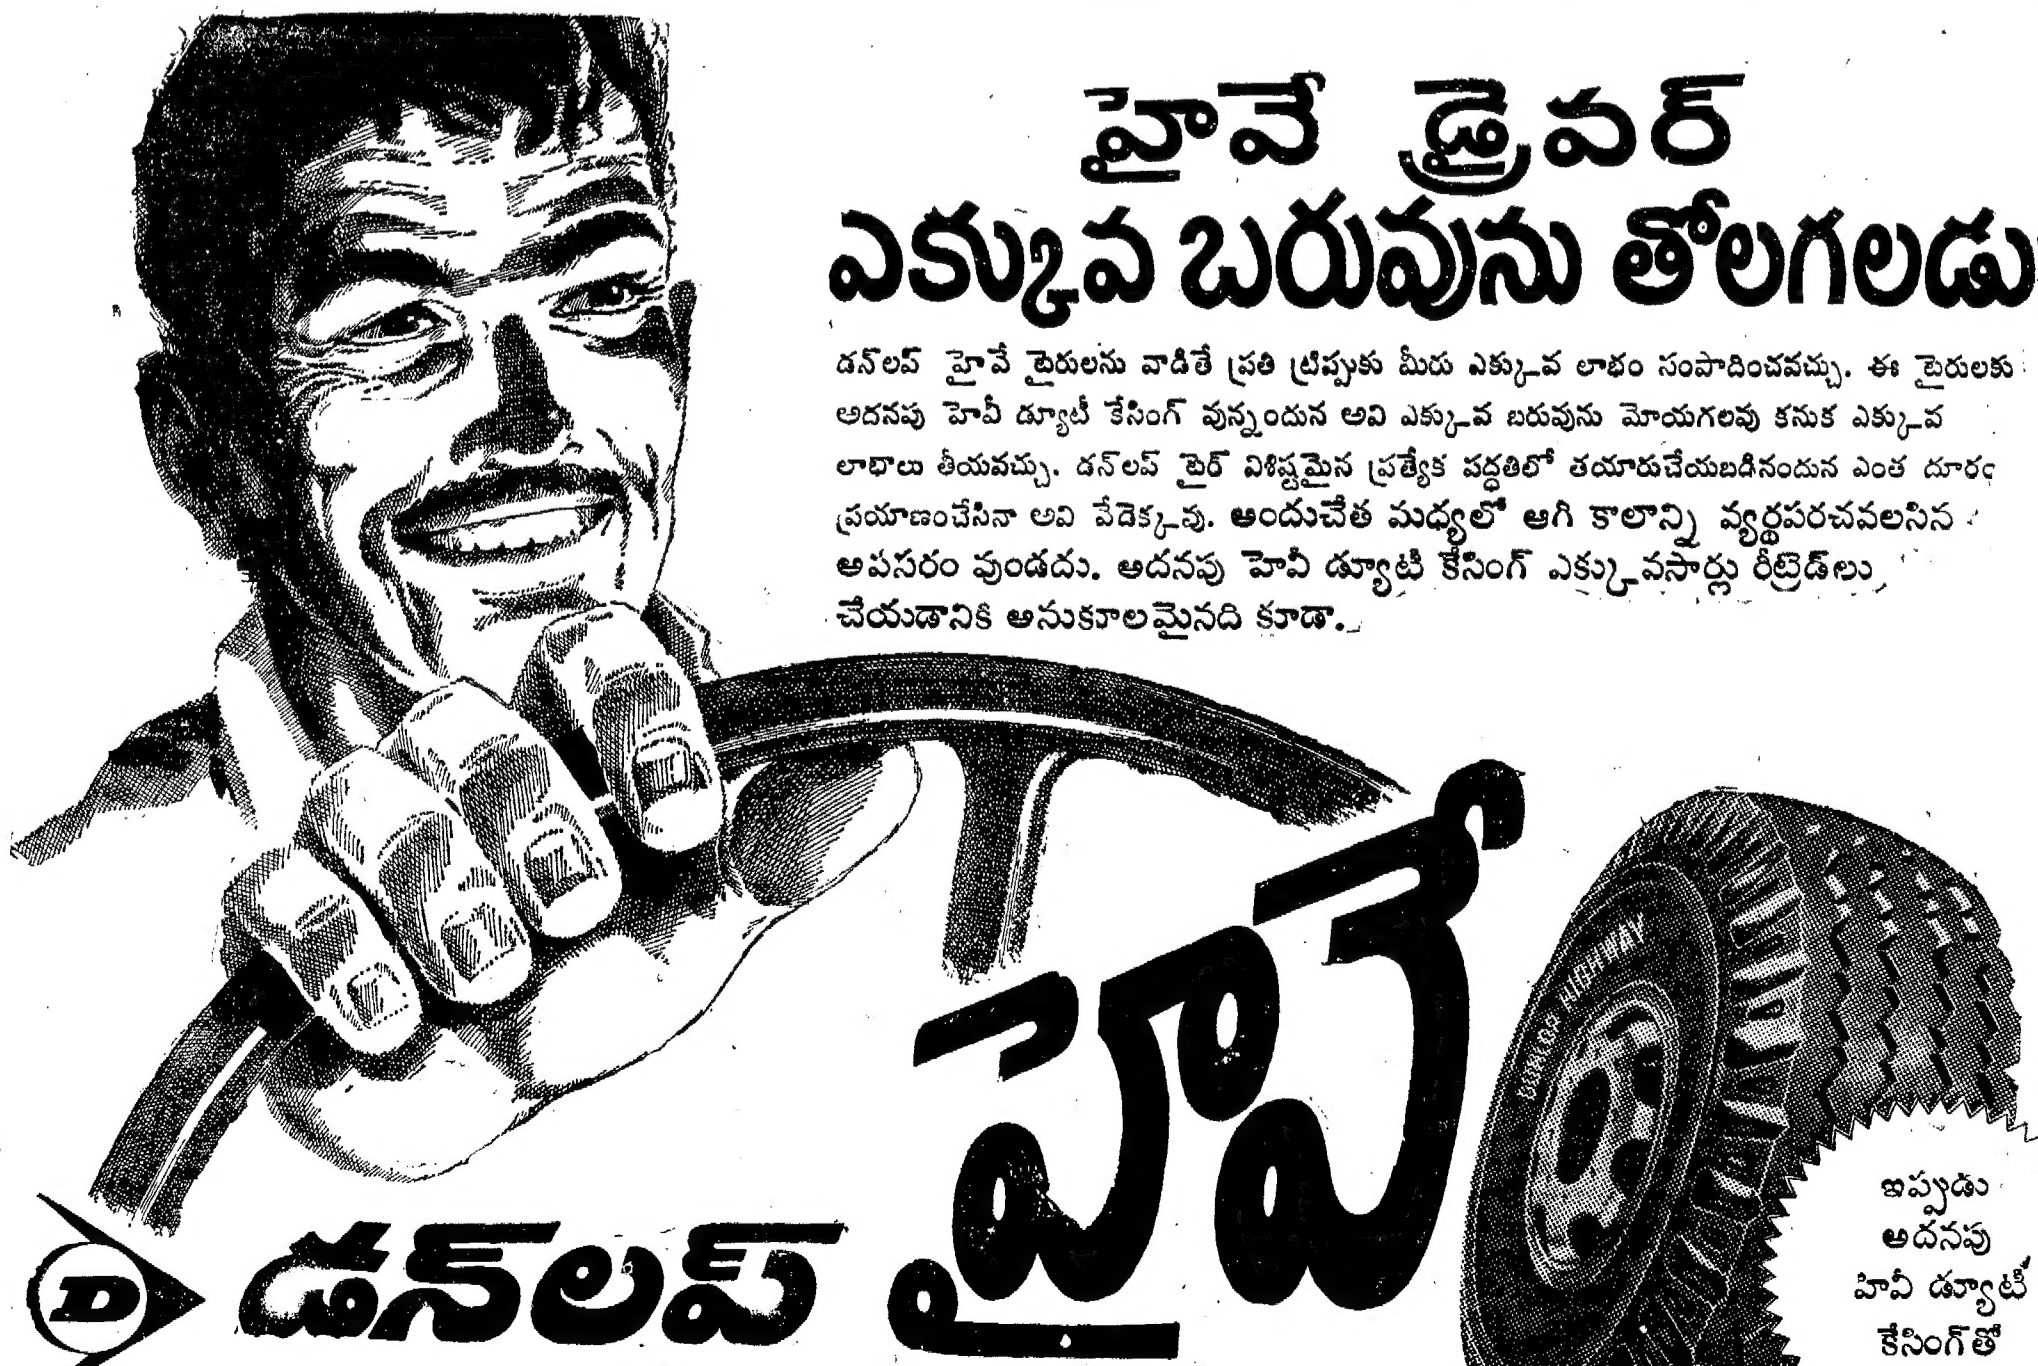 హైవే డ్రైవర్
ఎక్కువ బరువును తోలగలడు
డన్‌లప్ హైవే టైరులను వాడితే ప్రతి ట్రిప్పుకు మీరు ఎక్కువ లాభం సంపాదించవచ్చు. ఈ టైరులకు
అదనపు హెవీ డ్యూటీ కేసింగ్ వున్నందున అవి ఎక్కువ బరువును మోయగలవు కనుక ఎక్కువ
లాభాలు తీయవచ్చు. డన్‌లప్ టైర్ విశిష్టమైన ప్రత్యేక పద్ధతిలో తయారుచేయబడినందున ఎంత దూరం
ప్రయాణంచేసినా అవి వేడెక్కవు. అందుచేత మధ్యలో ఆగి కాలాన్ని వ్యర్థపరచవలసిన
అవసరం వుండదు. అదనపు హెవీ డ్యూటీ కేసింగ్ ఎక్కువసార్లు రీట్రెడ్‌లు
చేయడానికి అనుకూలమైనది కూడా.
DUNLOP HIGHWAY
హైవే
D డన్‌లప్
ఇప్పుడు
అదనపు
హెవీ డ్యూటీ
కేసింగ్‌తో